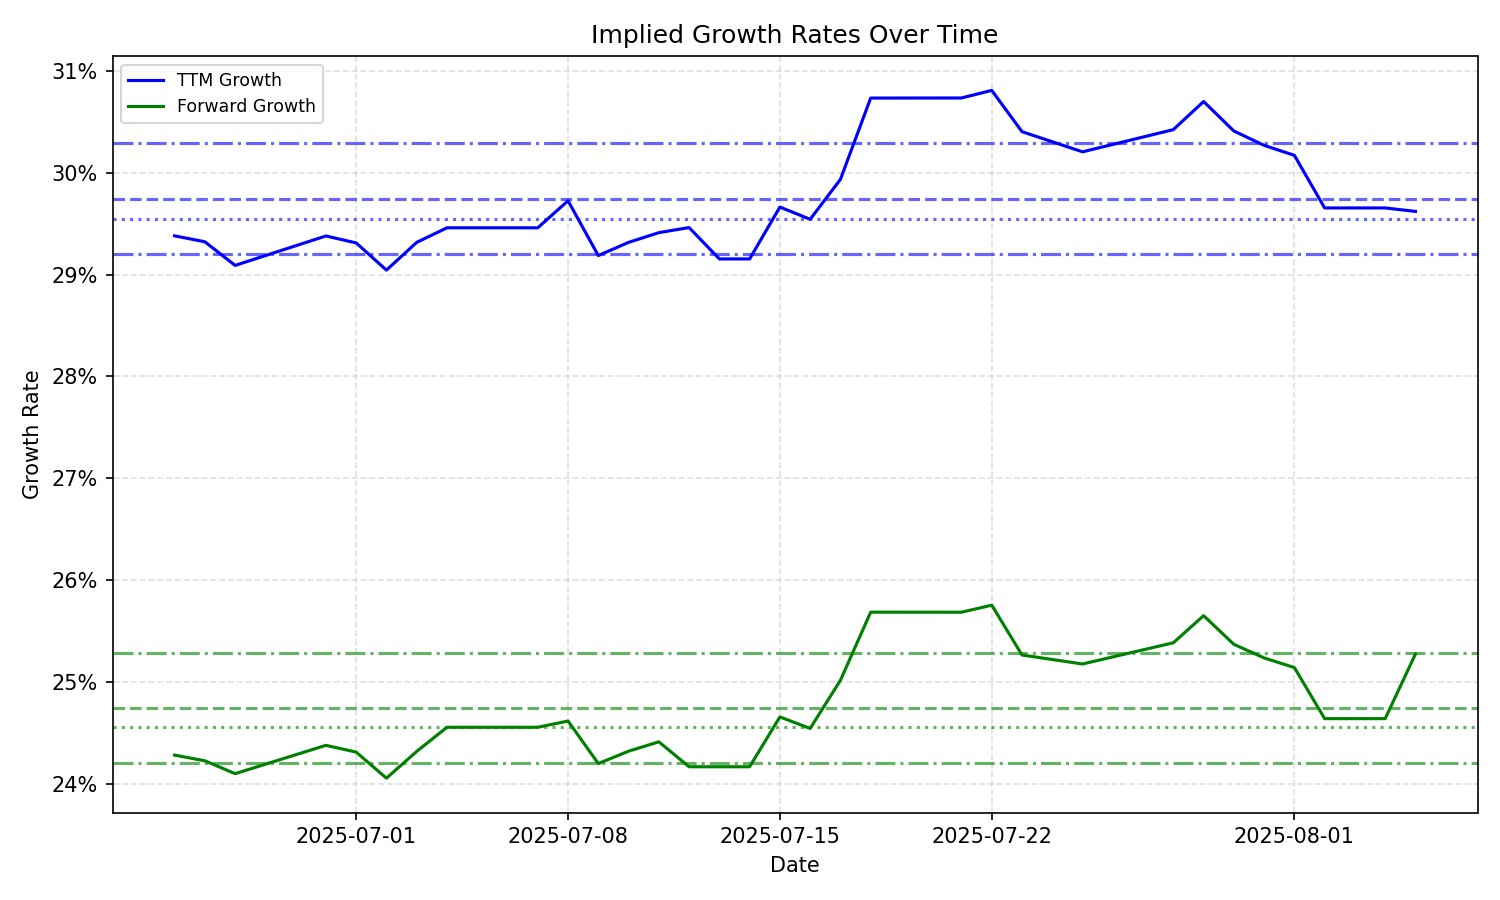 Implied Growth Rates Over Time
TTM Growth
Forward Growth
31%
30%
29%
28%
27%
26%
25%
24%
Growth Rate
2025-07-01
2025-07-08
2025-07-15
2025-07-22
2025-08-01
Date